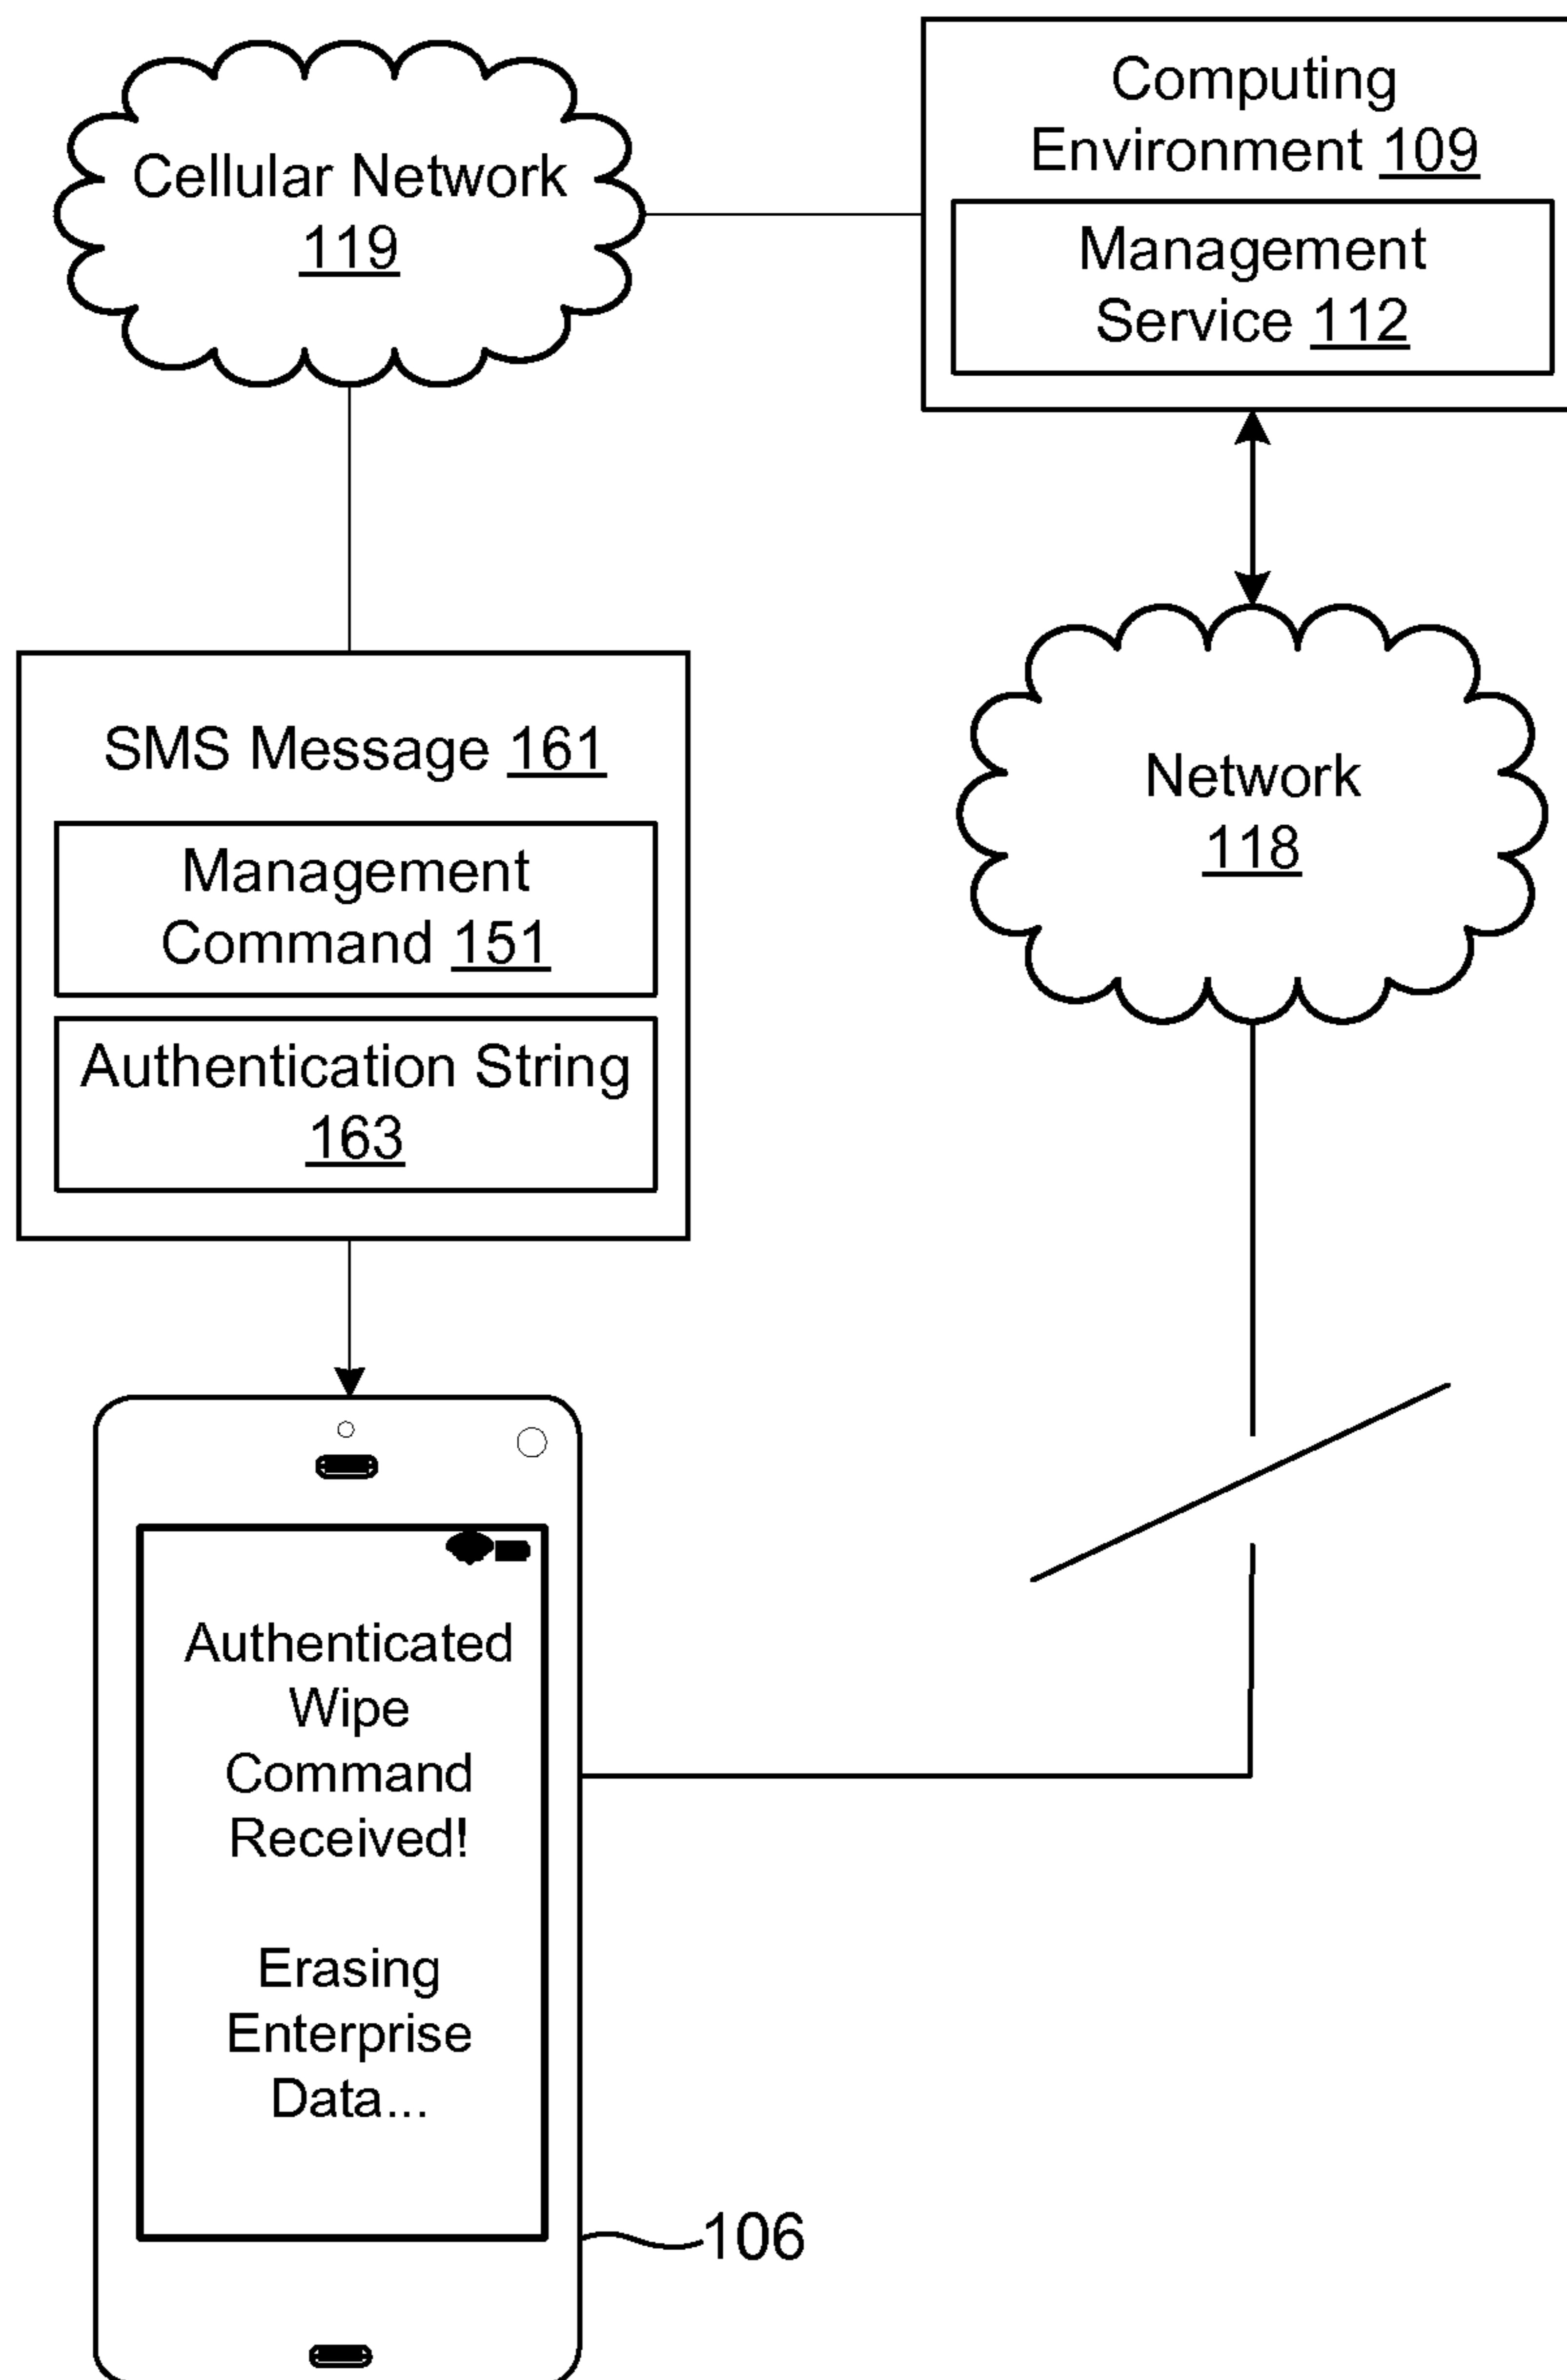 Cellular Network
119
Computing
Environment 109
Management
Service 112
SMS Message 161
Management
Command 151
Authentication String
163
Network
118
Authenticated
Wipe
Command
Received!
Erasing
Enterprise
Data...
106